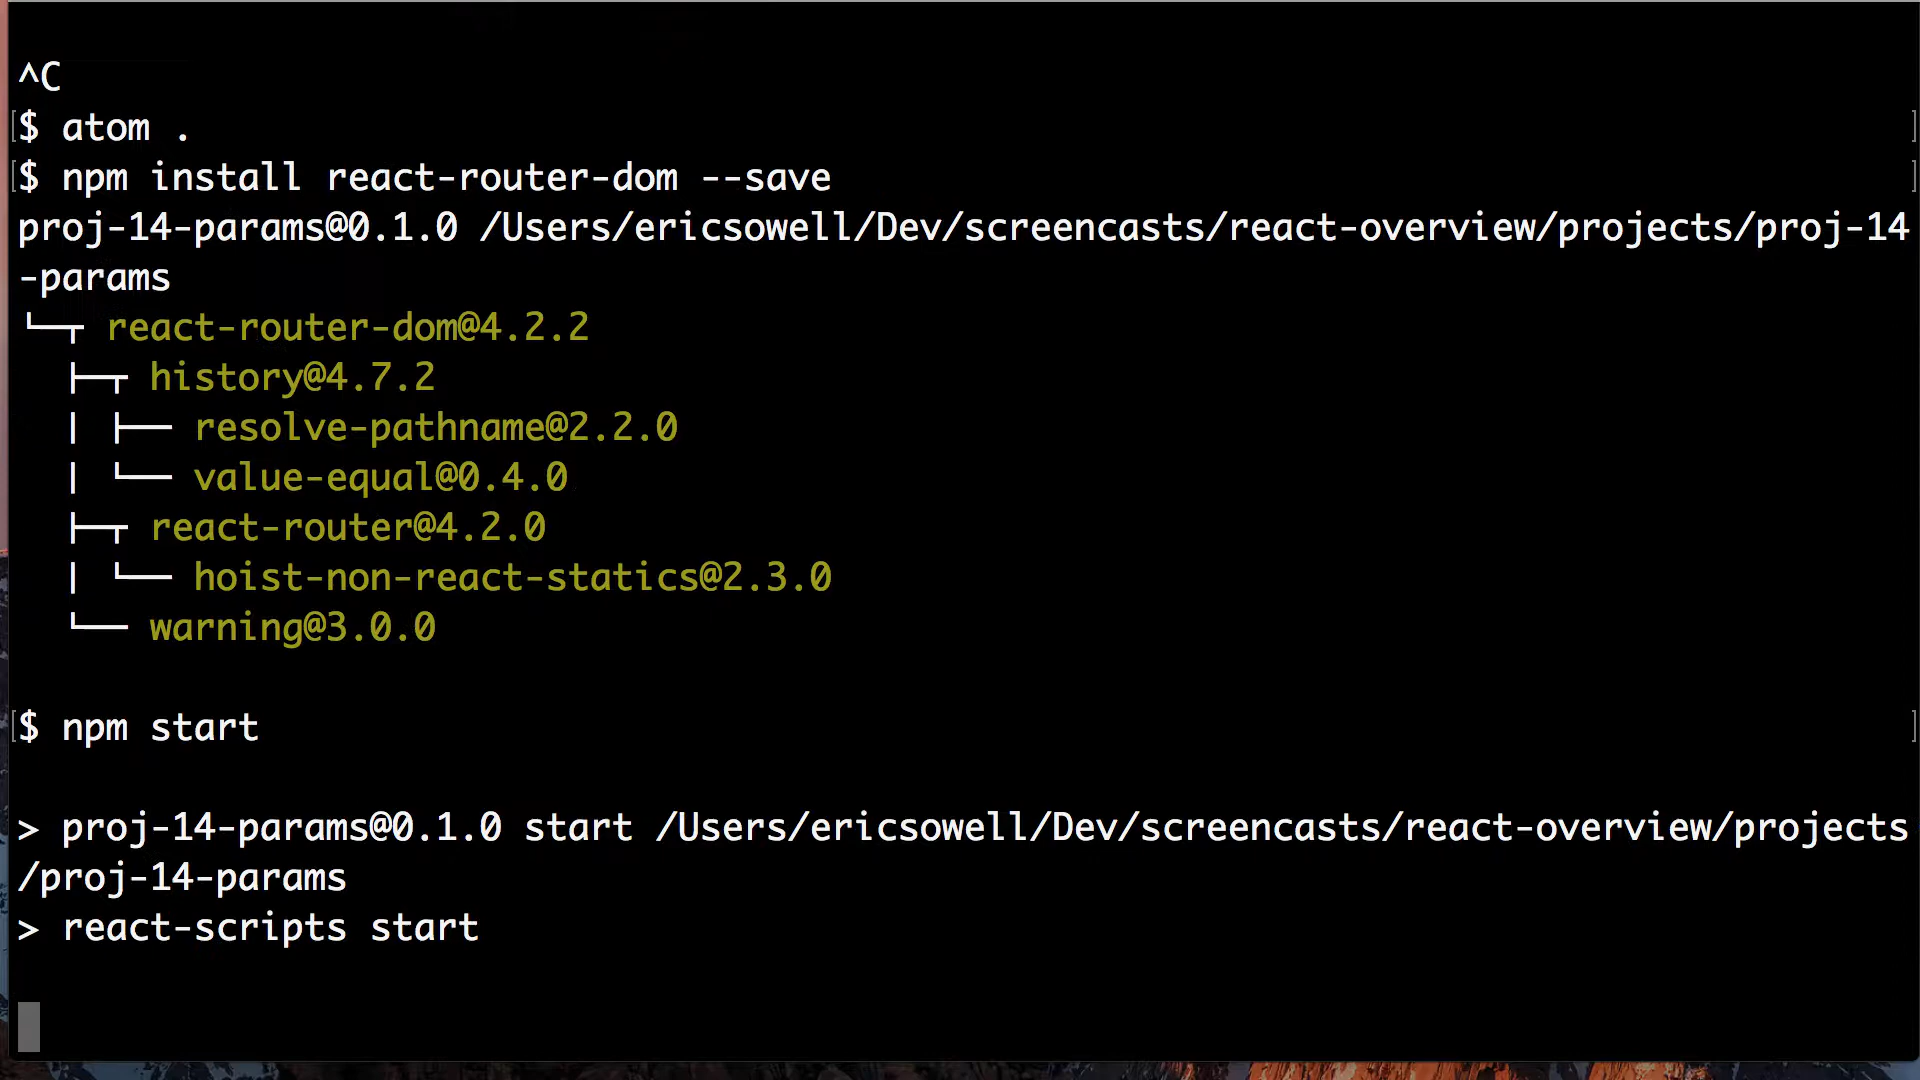 ^C
[$ atom . ]
[$ npm install react-router-dom --save ]
proj-14-params@0.1.0 /Users/ericsowell/Dev/screencasts/react-overview/projects/proj-14
-params
└─┬ react-router-dom@4.2.2
  ├─┬ history@4.7.2
  │ ├── resolve-pathname@2.2.0
  │ └── value-equal@0.4.0
  ├─┬ react-router@4.2.0
  │ └── hoist-non-react-statics@2.3.0
  └── warning@3.0.0
[$ npm start ]
> proj-14-params@0.1.0 start /Users/ericsowell/Dev/screencasts/react-overview/projects
/proj-14-params
> react-scripts start